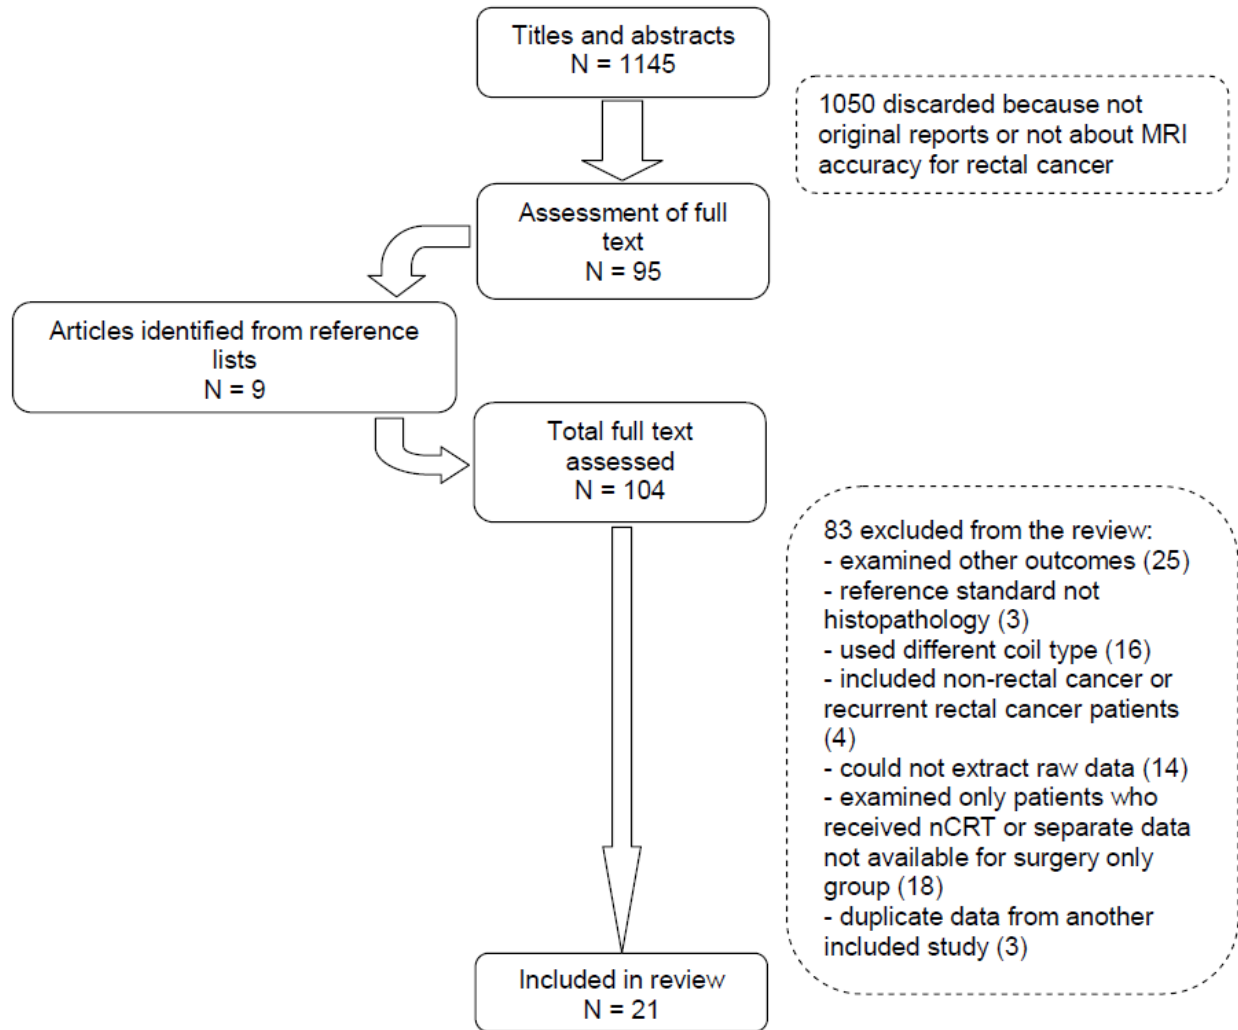 Titles and abstracts
N = 1145
1050 discarded because not
original reports or not about MRI
accuracy for rectal cancer
Assessment of full
text
N = 95
Articles identified from reference
lists
N = 9
Total full text
assessed
N = 104
83 excluded from the review:
- examined other outcomes (25)
- reference standard not
histopathology (3)
- used different coil type (16)
- included non-rectal cancer or
recurrent rectal cancer patients
(4)
- could not extract raw data (14)
- examined only patients who
received nCRT or separate data
not available for surgery only
group (18)
- duplicate data from another
included study (3)
Included in review
N = 21